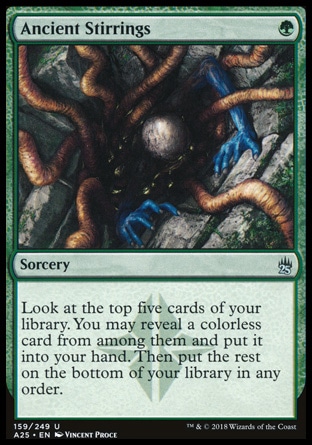 Ancient Stirrings
Sorcery
25
Look at the top five cards of your
library. You may reveal a colorless
card from among them and put it
into your hand. Then put the rest
on the bottom of your library in any
order.
159/249 U
A25 • EN Vincent Proce
™ & © 2018 Wizards of the Coast